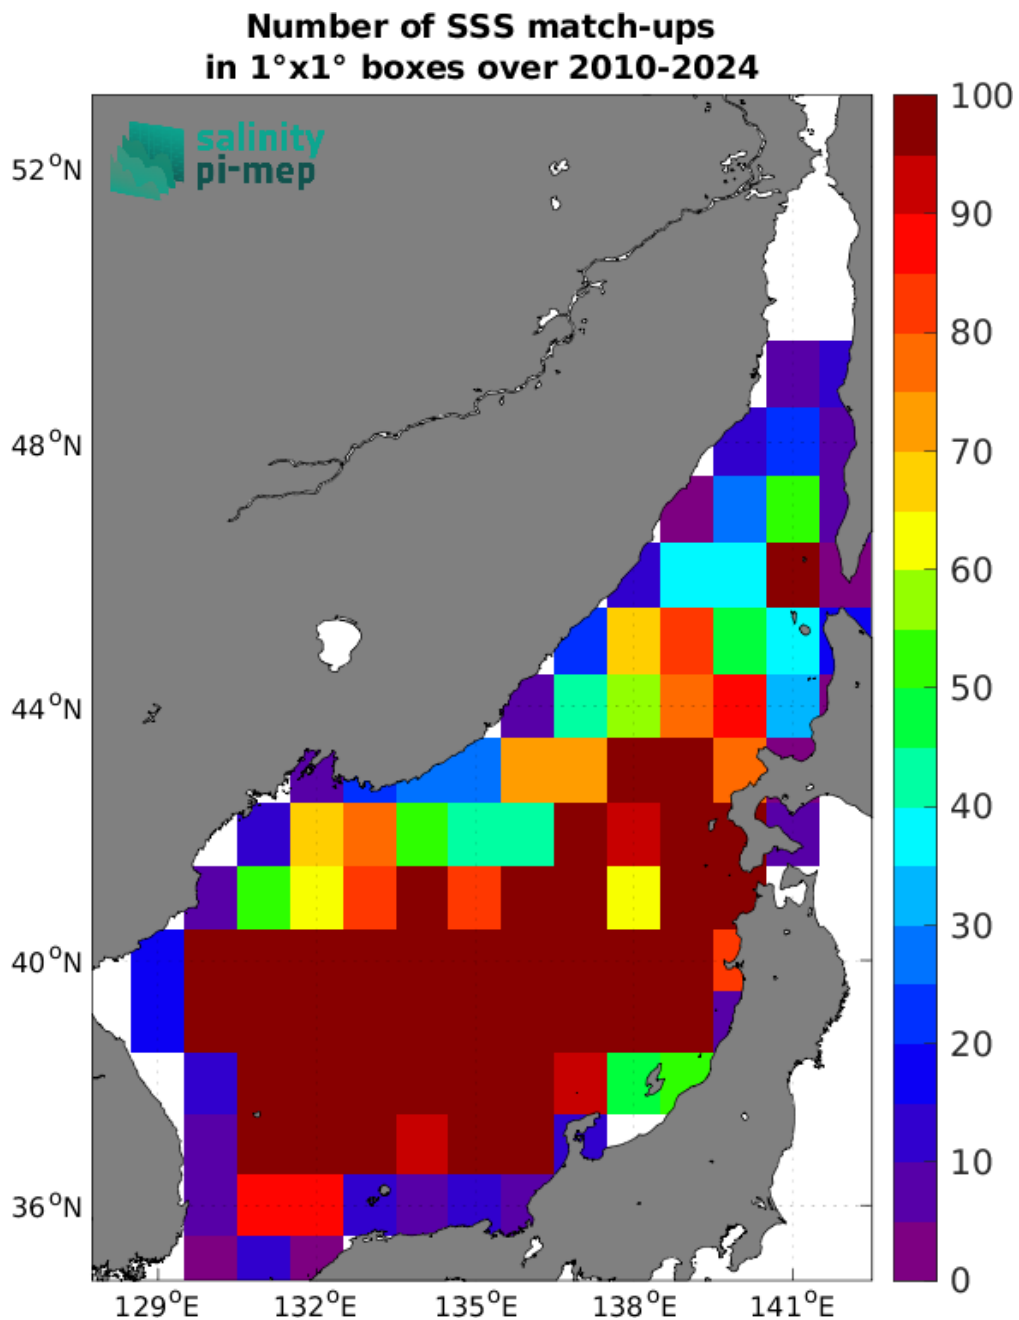 Number of SSS match-ups
in 1°x1° boxes over 2010-2024
salinity
pi-mep
52°N
48°N
44°N
40°N
36°N
129°E
132°E
135°E
138°E
141°E
100
90
80
70
60
50
40
30
20
10
0